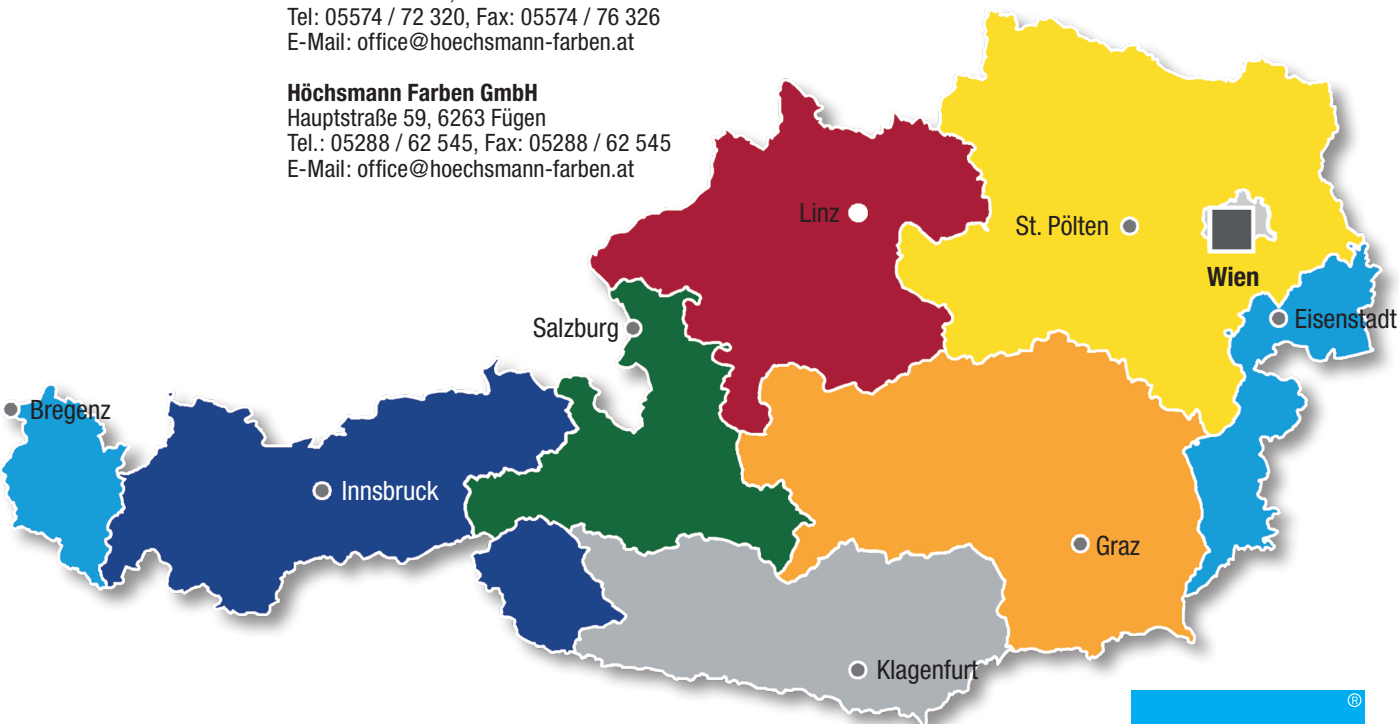 Tel: 05574 / 72 320, Fax: 05574 / 76 326
E-Mail: office@hoechsmann-farben.at
Höchsmann Farben GmbH
Hauptstraße 59, 6263 Fügen
Tel.: 05288 / 62 545, Fax: 05288 / 62 545
E-Mail: office@hoechsmann-farben.at
Linz
St. Pölten
Wien
Salzburg
Eisenstadt
Bregenz
Innsbruck
Graz
Klagenfurt
®